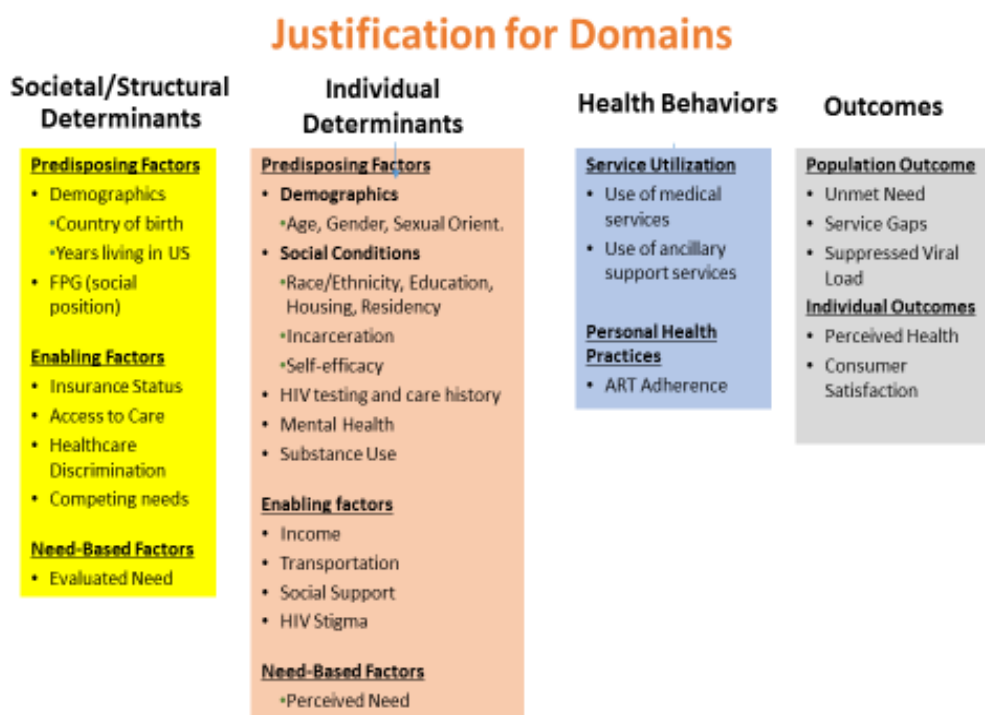 Justification for Domains
Societal/Structural
Determinants
Predisposing Factors
• Demographics
•Country of birth
•Years living in US
• FPG (social
position)
Enabling Factors
• Insurance Status
• Access to Care
• Healthcare
Discrimination
• Competing needs
Need-Based Factors
• Evaluated Need
Individual
Determinants
Predisposing Factors
• Demographics
•Age, Gender, Sexual Orient.
• Social Conditions
•Race/Ethnicity, Education,
Housing, Residency
•Incarceration
•Self-efficacy
• HIV testing and care history
• Mental Health
• Substance Use
Enabling factors
• Income
• Transportation
• Social Support
• HIV Stigma
Need-Based Factors
•Perceived Need
Health Behaviors
Service Utilization
• Use of medical
services
• Use of ancillary
support services
Personal Health
Practices
• ART Adherence
Outcomes
Population Outcome
• Unmet Need
• Service Gaps
• Suppressed Viral
Load
Individual Outcomes
• Perceived Health
• Consumer
Satisfaction